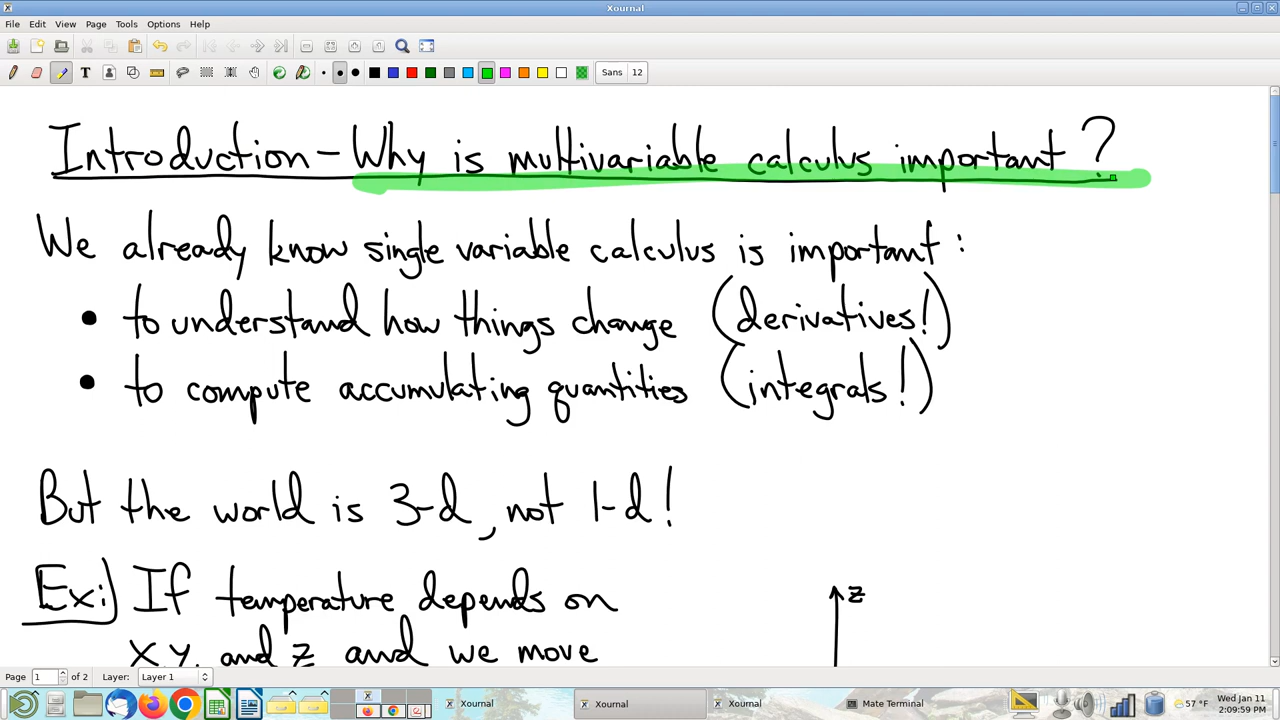 Xournal
File Edit View Page Tools Options Help
Sans 12
Introduction - Why is multivariable calculus important ?
We already know single variable calculus is important :
• to understand how things change (derivatives!)
• to compute accumulating quantities (integrals!)
But the world is 3-d, not 1-d!
Ex: If temperature depends on
z
x, y, and z and we move
Page 1 of 2 Layer: Layer 1
Xournal Xournal Xournal Mate Terminal 57 °F Wed Jan 11
2:09:59 PM